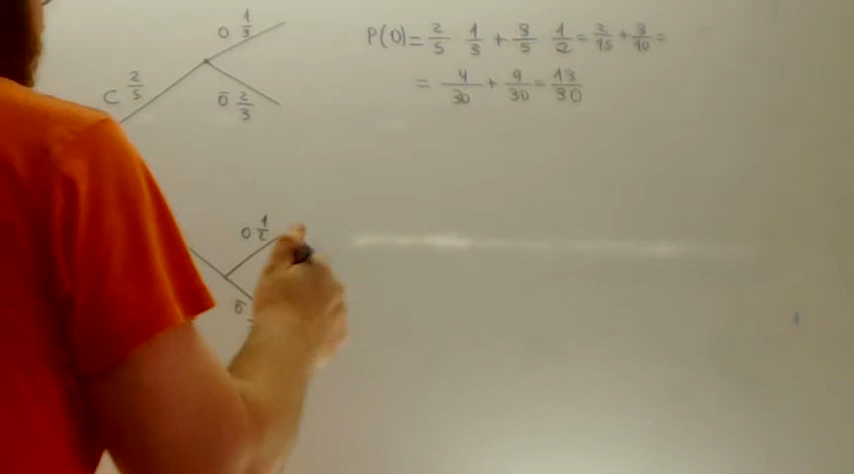 O 1/3
C 2/5
Ō 2/3
P(O) = 2/5 1/3 + 3/5 1/2 = 2/15 + 3/10 =
= 4/30 + 9/30 = 13/30
O 1/2
ō